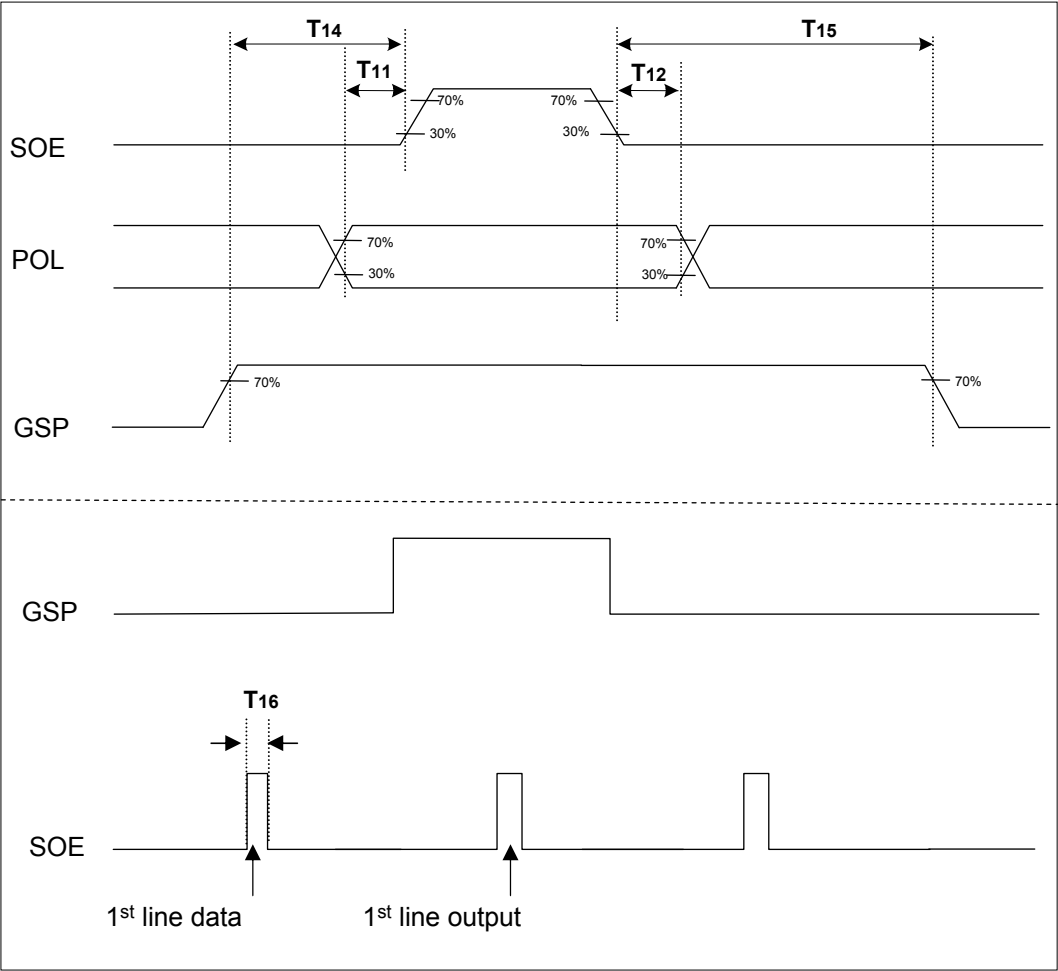 T14
T15
T11
T12
70%
70%
SOE
30%
30%
POL
70%
70%
30%
30%
70%
70%
GSP
GSP
T16
SOE
1st line data
1st line output